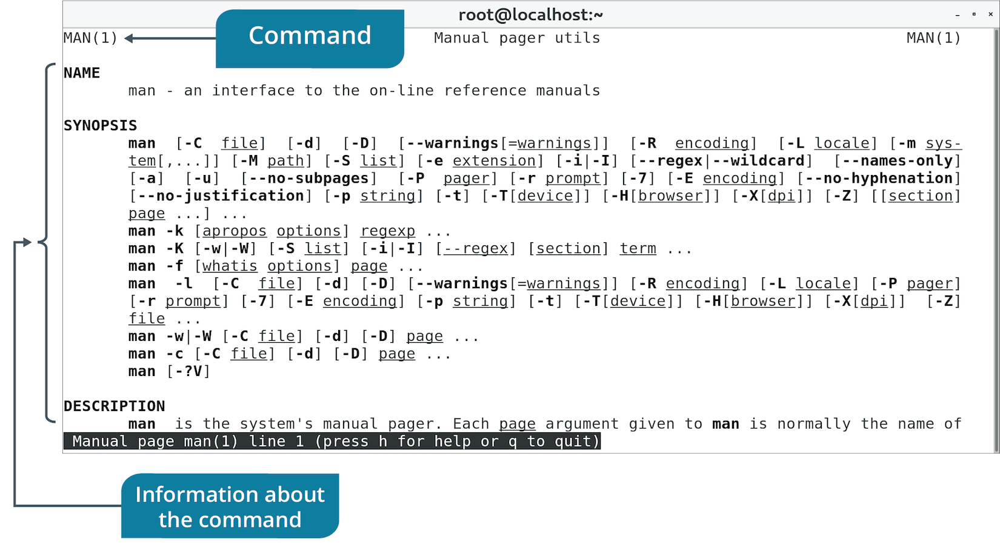 root@localhost:~
MAN(1) Manual pager utils MAN(1)
Command
NAME
man - an interface to the on-line reference manuals
SYNOPSIS
man [-C file] [-d] [-D] [--warnings[=warnings]] [-R encoding] [-L locale] [-m sys-
tem[,...]] [-M path] [-S list] [-e extension] [-i|-I] [--regex|--wildcard] [--names-only]
[-a] [-u] [--no-subpages] [-P pager] [-r prompt] [-7] [-E encoding] [--no-hyphenation]
[--no-justification] [-p string] [-t] [-T[device]] [-H[browser]] [-X[dpi]] [-Z] [[section]
page ...] ...
man -k [apropos options] regexp ...
man -K [-w|-W] [-S list] [-i|-I] [--regex] [section] term ...
man -f [whatis options] page ...
man -l [-C file] [-d] [-D] [--warnings[=warnings]] [-R encoding] [-L locale] [-P pager]
[-r prompt] [-7] [-E encoding] [-p string] [-t] [-T[device]] [-H[browser]] [-X[dpi]] [-Z]
file ...
man -w|-W [-C file] [-d] [-D] page ...
man -c [-C file] [-d] [-D] page ...
man [-?V]
DESCRIPTION
man is the system's manual pager. Each page argument given to man is normally the name of
Manual page man(1) line 1 (press h for help or q to quit)
Information about
the command